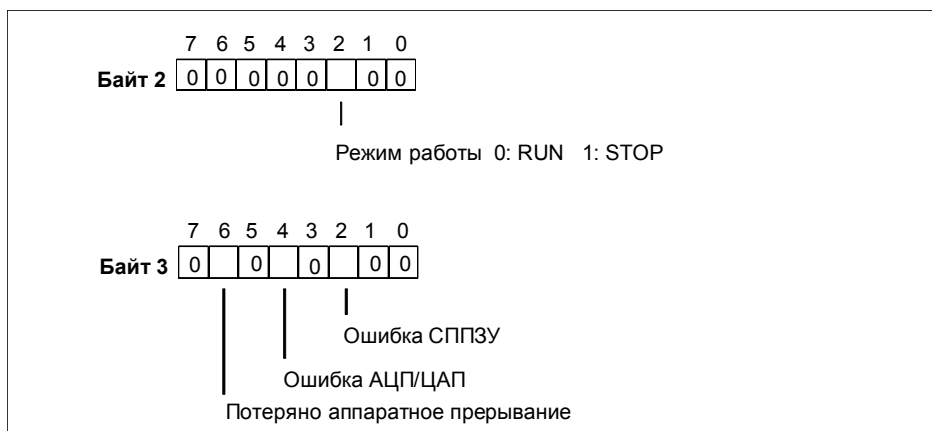 7 6 5 4 3 2 1 0
Байт 2 0 0 0 0 0 0 0
Режим работы 0: RUN 1: STOP
7 6 5 4 3 2 1 0
Байт 3 0 0 0 0 0
Ошибка СППЗУ
Ошибка АЦП/ЦАП
Потеряно аппаратное прерывание